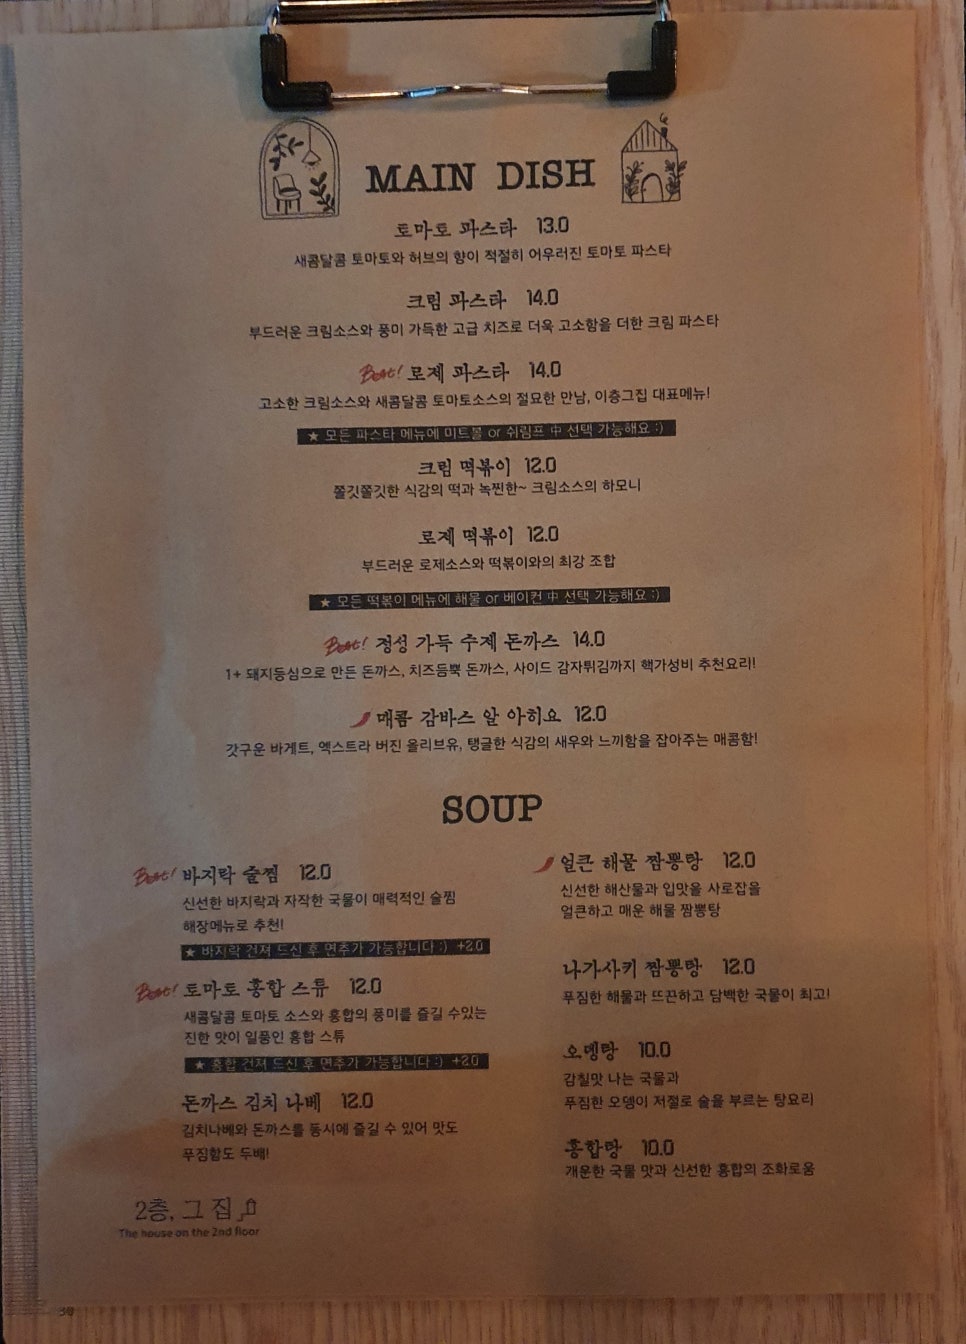 MAIN DISH
토마토 파스타 13.0
새콤달콤 토마토와 허브의 향이 적절히 어우러진 토마토 파스타
크림 파스타 14.0
부드러운 크림소스와 풍미 가득한 고급 치즈로 더욱 고소함을 더한 크림 파스타
Best! 로제 파스타 14.0
고소한 크림소스와 새콤달콤 토마토소스의 절묘한 만남, 이층그집 대표메뉴!
★ 모든 파스타 메뉴에 미트볼 or 쉬림프 中 선택 가능해요 :)
크림 떡볶이 12.0
쫄깃쫄깃한 식감의 떡과 녹찐한~ 크림소스의 하모니
로제 떡볶이 12.0
부드러운 로제소스와 떡볶이와의 최강 조합
★ 모든 떡볶이 메뉴에 해물 or 베이컨 中 선택 가능해요 :)
Best! 정성 가득 수제 돈까스 14.0
1+ 돼지등심으로 만든 돈까스, 치즈듬뿍 돈까스, 사이드 감자튀김까지 핵가성비 추천요리!
매콤 감바스 알 아히요 12.0
갓구운 바게트, 엑스트라 버진 올리브유, 탱글한 식감의 새우와 느끼함을 잡아주는 매콤함!
SOUP
Best! 바지락 술찜 12.0
신선한 바지락과 자작한 국물이 매력적인 술찜
해장메뉴로 추천!
★ 바지락 건져 드신 후 면추가 가능합니다 :) +2.0
Best! 토마토 홍합 스튜 12.0
새콤달콤 토마토 소스와 홍합의 풍미를 즐길 수있는
진한 맛이 일품인 홍합 스튜
★ 홍합 건져 드신 후 면추가 가능합니다 :) +2.0
돈까스 김치 나베 12.0
김치나베와 돈까스를 동시에 즐길 수 있어 맛도
푸짐함도 두배!
얼큰 해물 짬뽕탕 12.0
신선한 해산물과 입맛을 사로잡을
얼큰하고 매운 해물 짬뽕탕
나가사키 짬뽕탕 12.0
푸짐한 해물과 뜨끈하고 담백한 국물이 최고!
오뎅탕 10.0
감칠맛 나는 국물과
푸짐한 오뎅이 저절로 술을 부르는 탕요리
홍합탕 10.0
개운한 국물 맛과 신선한 홍합의 조화로움
2층, 그 집
The house on the 2nd floor
30